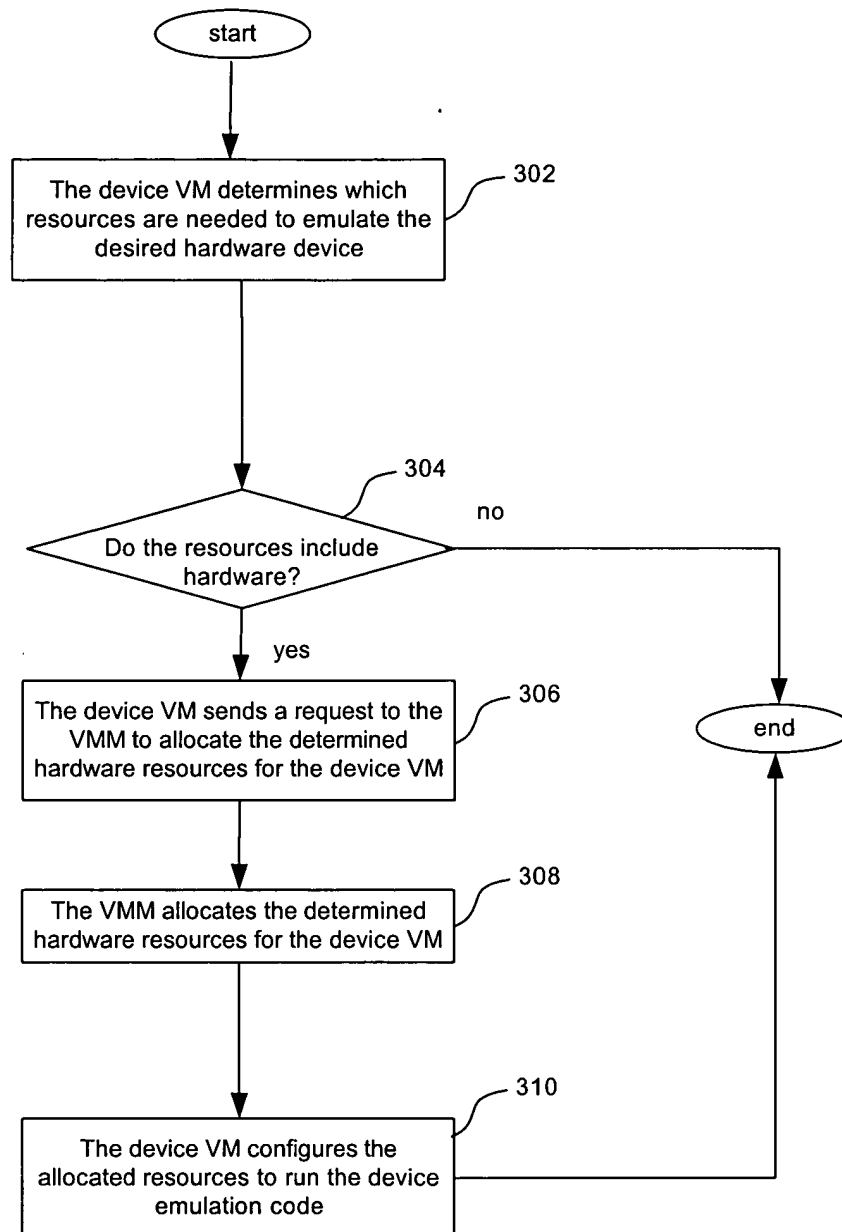 start
302
The device VM determines which
resources are needed to emulate the
desired hardware device
304
no
Do the resources include
hardware?
yes
306
The device VM sends a request to the
VMM to allocate the determined
hardware resources for the device VM
end
308
The VMM allocates the determined
hardware resources for the device VM
310
The device VM configures the
allocated resources to run the device
emulation code